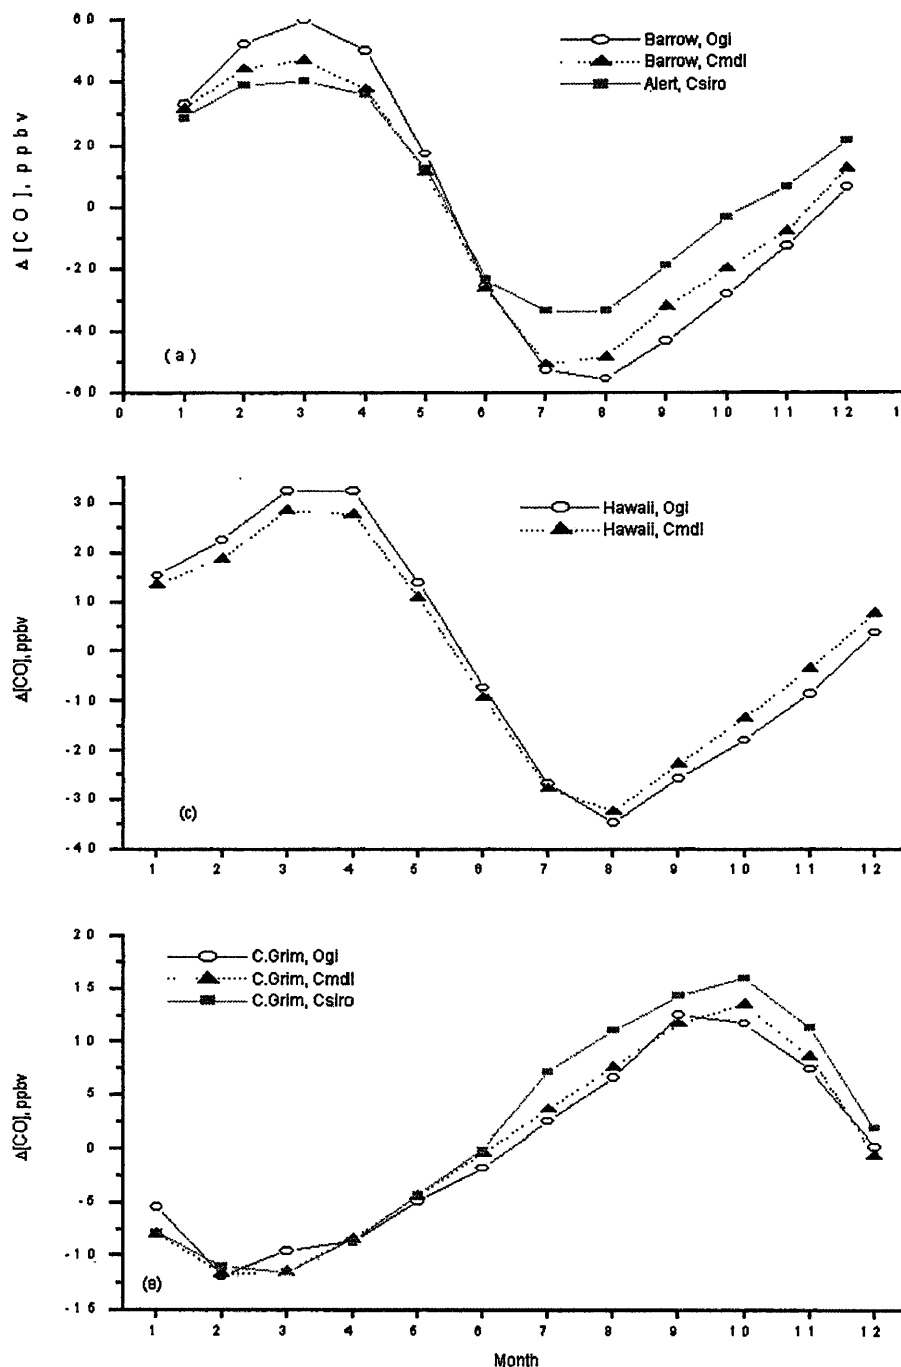 60
Barrow, Ogi
Barrow, Cmdl
Alert, Csiro
40
20
0
-20
-40
-60
Δ [ C O ] , p p b v
( a )
0 1 2 3 4 5 6 7 8 9 10 11 12 1
30
Hawaii, Ogi
Hawaii, Cmdl
20
10
0
-10
-20
-30
-40
Δ[CO],ppbv
(c)
1 2 3 4 5 6 7 8 9 10 11 12
20
C.Grim, Ogi
C.Grim, Cmdl
C.Grim, Csiro
15
10
5
0
-5
-10
-15
Δ[CO],ppbv
(e)
1 2 3 4 5 6 7 8 9 10 11 12
Month